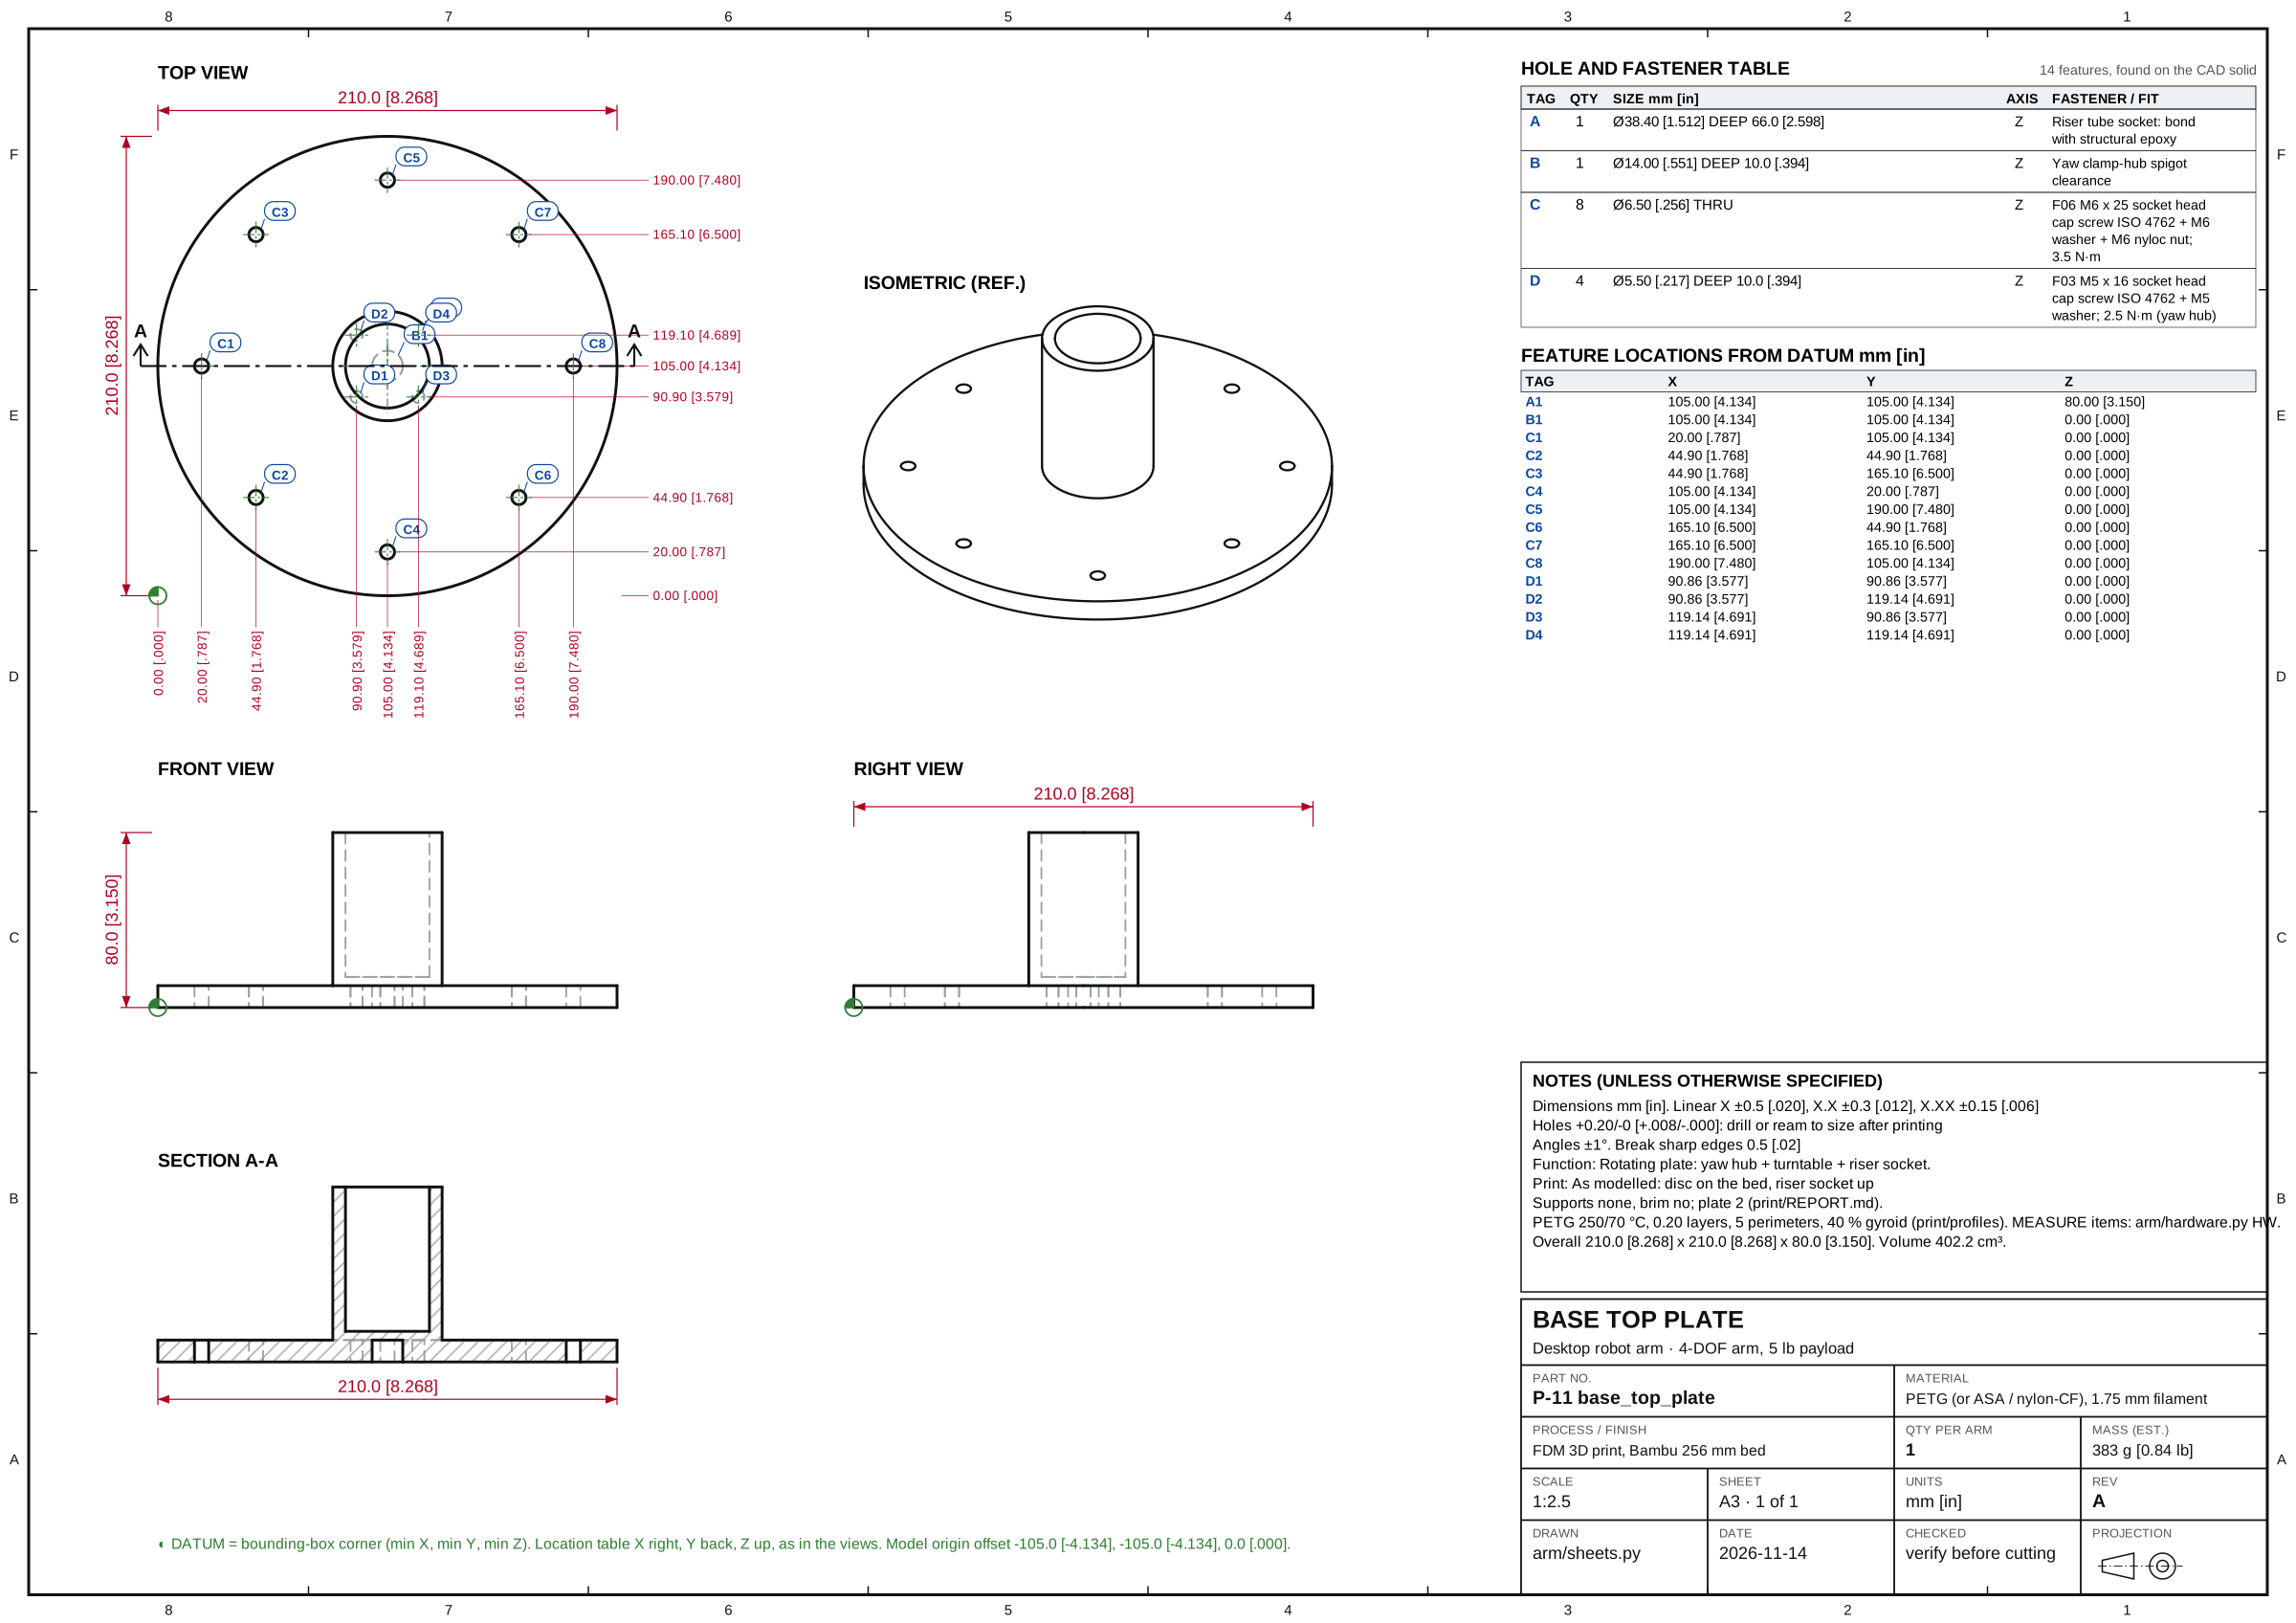 8 7 6 5 4 3 2 1
TOP VIEW
210.0 [8.268]
210.0 [8.268]
C5
C3
C7
D2
D4
B1
C1
C8
D1
D3
C2
C6
C4
A
A
190.00 [7.480]
165.10 [6.500]
119.10 [4.689]
105.00 [4.134]
90.90 [3.579]
44.90 [1.768]
20.00 [.787]
0.00 [.000]
0.00 [.000]
20.00 [.787]
44.90 [1.768]
90.90 [3.579]
105.00 [4.134]
119.10 [4.689]
165.10 [6.500]
190.00 [7.480]
ISOMETRIC (REF.)
HOLE AND FASTENER TABLE
14 features, found on the CAD solid
TAG QTY SIZE mm [in] AXIS FASTENER / FIT
A 1 Ø38.40 [1.512] DEEP 66.0 [2.598] Z Riser tube socket: bond
with structural epoxy
B 1 Ø14.00 [.551] DEEP 10.0 [.394] Z Yaw clamp-hub spigot
clearance
C 8 Ø6.50 [.256] THRU Z F06 M6 x 25 socket head
cap screw ISO 4762 + M6
washer + M6 nyloc nut;
3.5 N·m
D 4 Ø5.50 [.217] DEEP 10.0 [.394] Z F03 M5 x 16 socket head
cap screw ISO 4762 + M5
washer; 2.5 N·m (yaw hub)
FEATURE LOCATIONS FROM DATUM mm [in]
TAG X Y Z
A1 105.00 [4.134] 105.00 [4.134] 80.00 [3.150]
B1 105.00 [4.134] 105.00 [4.134] 0.00 [.000]
C1 20.00 [.787] 105.00 [4.134] 0.00 [.000]
C2 44.90 [1.768] 44.90 [1.768] 0.00 [.000]
C3 44.90 [1.768] 165.10 [6.500] 0.00 [.000]
C4 105.00 [4.134] 20.00 [.787] 0.00 [.000]
C5 105.00 [4.134] 190.00 [7.480] 0.00 [.000]
C6 165.10 [6.500] 44.90 [1.768] 0.00 [.000]
C7 165.10 [6.500] 165.10 [6.500] 0.00 [.000]
C8 190.00 [7.480] 105.00 [4.134] 0.00 [.000]
D1 90.86 [3.577] 90.86 [3.577] 0.00 [.000]
D2 90.86 [3.577] 119.14 [4.691] 0.00 [.000]
D3 119.14 [4.691] 90.86 [3.577] 0.00 [.000]
D4 119.14 [4.691] 119.14 [4.691] 0.00 [.000]
FRONT VIEW
80.0 [3.150]
RIGHT VIEW
210.0 [8.268]
SECTION A-A
210.0 [8.268]
NOTES (UNLESS OTHERWISE SPECIFIED)
Dimensions mm [in]. Linear X ±0.5 [.020], X.X ±0.3 [.012], X.XX ±0.15 [.006]
Holes +0.20/-0 [+.008/-.000]: drill or ream to size after printing
Angles ±1°. Break sharp edges 0.5 [.02]
Function: Rotating plate: yaw hub + turntable + riser socket.
Print: As modelled: disc on the bed, riser socket up
Supports none, brim no; plate 2 (print/REPORT.md).
PETG 250/70 °C, 0.20 layers, 5 perimeters, 40 % gyroid (print/profiles). MEASURE items: arm/hardware.py HW.
Overall 210.0 [8.268] x 210.0 [8.268] x 80.0 [3.150]. Volume 402.2 cm³.
BASE TOP PLATE
Desktop robot arm · 4-DOF arm, 5 lb payload
PART NO. MATERIAL
P-11 base_top_plate PETG (or ASA / nylon-CF), 1.75 mm filament
PROCESS / FINISH QTY PER ARM MASS (EST.)
FDM 3D print, Bambu 256 mm bed 1 383 g [0.84 lb]
SCALE SHEET UNITS REV
1:2.5 A3 · 1 of 1 mm [in] A
DRAWN DATE CHECKED PROJECTION
arm/sheets.py 2026-11-14 verify before cutting
DATUM = bounding-box corner (min X, min Y, min Z). Location table X right, Y back, Z up, as in the views. Model origin offset -105.0 [-4.134], -105.0 [-4.134], 0.0 [.000].
F F
E E
D D
C C
B B
A A
8 7 6 5 4 3 2 1